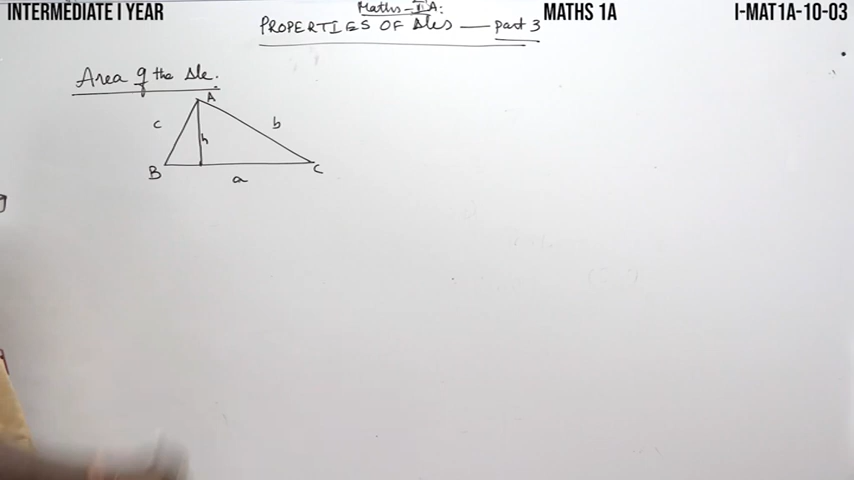 INTERMEDIATE I YEAR
MATHS 1A
I-MAT1A-10-03
Maths - IA:
PROPERTIES OF Δles — part 3
Area of the Δle.
A
c
b
h
B
a
C